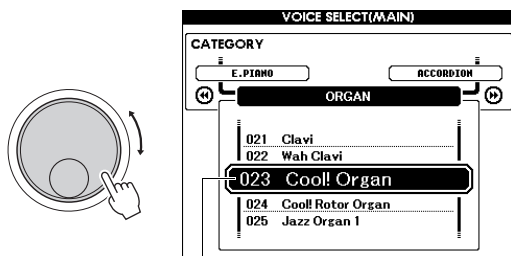 VOICE SELECT(MAIN)
CATEGORY
E.PIANO
ACCORDION
ORGAN
021 Clavi
022 Wah Clavi
023 Cool! Organ
024 Cool! Rotor Organ
025 Jazz Organ 1